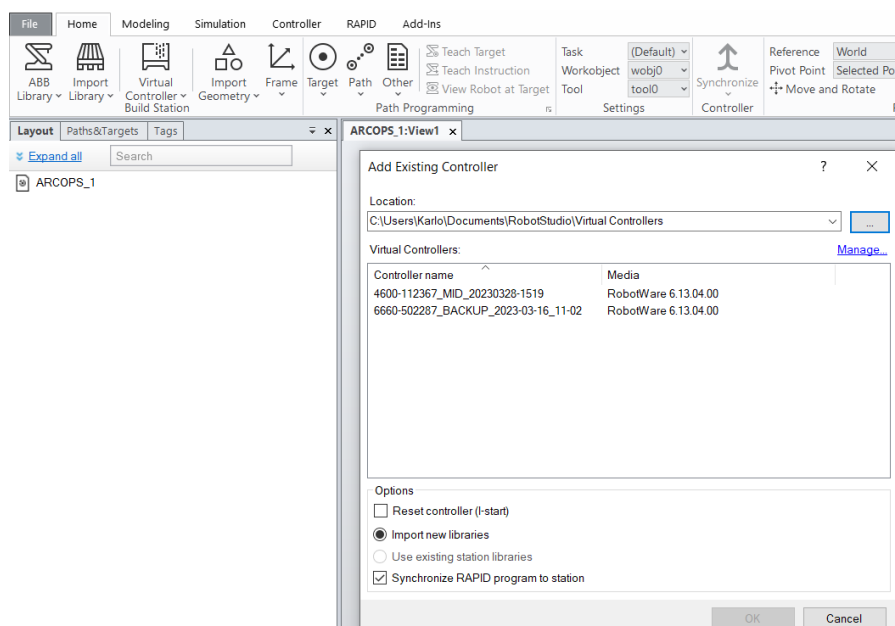 File Home Modeling Simulation Controller RAPID Add-Ins
ABB Library
Import Library
Virtual Controller
Build Station
Import Geometry
Frame
Target
Path
Other
Teach Target
Teach Instruction
View Robot at Target
Path Programming
Task (Default)
Workobject wobj0
Tool tool0
Settings
Synchronize
Controller
Reference World
Pivot Point Selected Po
Move and Rotate
Layout Paths&Targets Tags
Expand all Search
ARCOPS_1
ARCOPS_1:View1
Add Existing Controller ?
Location:
C:\Users\Karlo\Documents\RobotStudio\Virtual Controllers ...
Virtual Controllers: Manage...
Controller name Media
4600-112367_MID_20230328-1519 RobotWare 6.13.04.00
6660-502287_BACKUP_2023-03-16_11-02 RobotWare 6.13.04.00
Options
Reset controller (I-start)
Import new libraries
Use existing station libraries
Synchronize RAPID program to station
OK Cancel